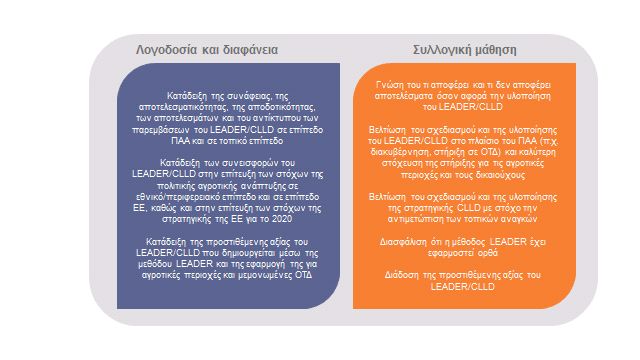 Λογοδοσία και διαφάνεια
Κατάδειξη της συνάφειας, της
αποτελεσματικότητας, της αποδοτικότητας,
των αποτελεσμάτων και του αντίκτυπου των
παρεμβάσεων του LEADER/CLLD σε επίπεδο
ΠΑΑ και σε τοπικό επίπεδο
Κατάδειξη των συνεισφορών του
LEADER/CLLD στην επίτευξη των στόχων της
πολιτικής αγροτικής ανάπτυξης σε
εθνικό/περιφερειακό επίπεδο και σε επίπεδο
ΕΕ, καθώς και στην επίτευξη των στόχων της
στρατηγικής της ΕΕ για το 2020
Κατάδειξη της προστιθέμενης αξίας του
LEADER/CLLD που δημιουργείται μέσω της
μεθόδου LEADER και της εφαρμογή της για
αγροτικές περιοχές και μεμονωμένες ΟΤΔ
Συλλογική μάθηση
Γνώση του τι αποφέρει και τι δεν αποφέρει
αποτελέσματα όσον αφορά την υλοποίηση
του LEADER/CLLD
Βελτίωση του σχεδιασμού και της υλοποίησης
του LEADER/CLLD στο πλαίσιο του ΠΑΑ (π.χ.
διακυβέρνηση, στήριξη σε ΟΤΔ) και καλύτερη
στόχευση της στήριξης για τις αγροτικές
περιοχές και τους δικαιούχους
Βελτίωση του σχεδιασμού και της υλοποίησης
της στρατηγικής CLLD με στόχο την
αντιμετώπιση των τοπικών αναγκών
Διασφάλιση ότι η μέθοδος LEADER έχει
εφαρμοστεί ορθά
Διάδοση της προστιθέμενης αξίας του
LEADER/CLLD